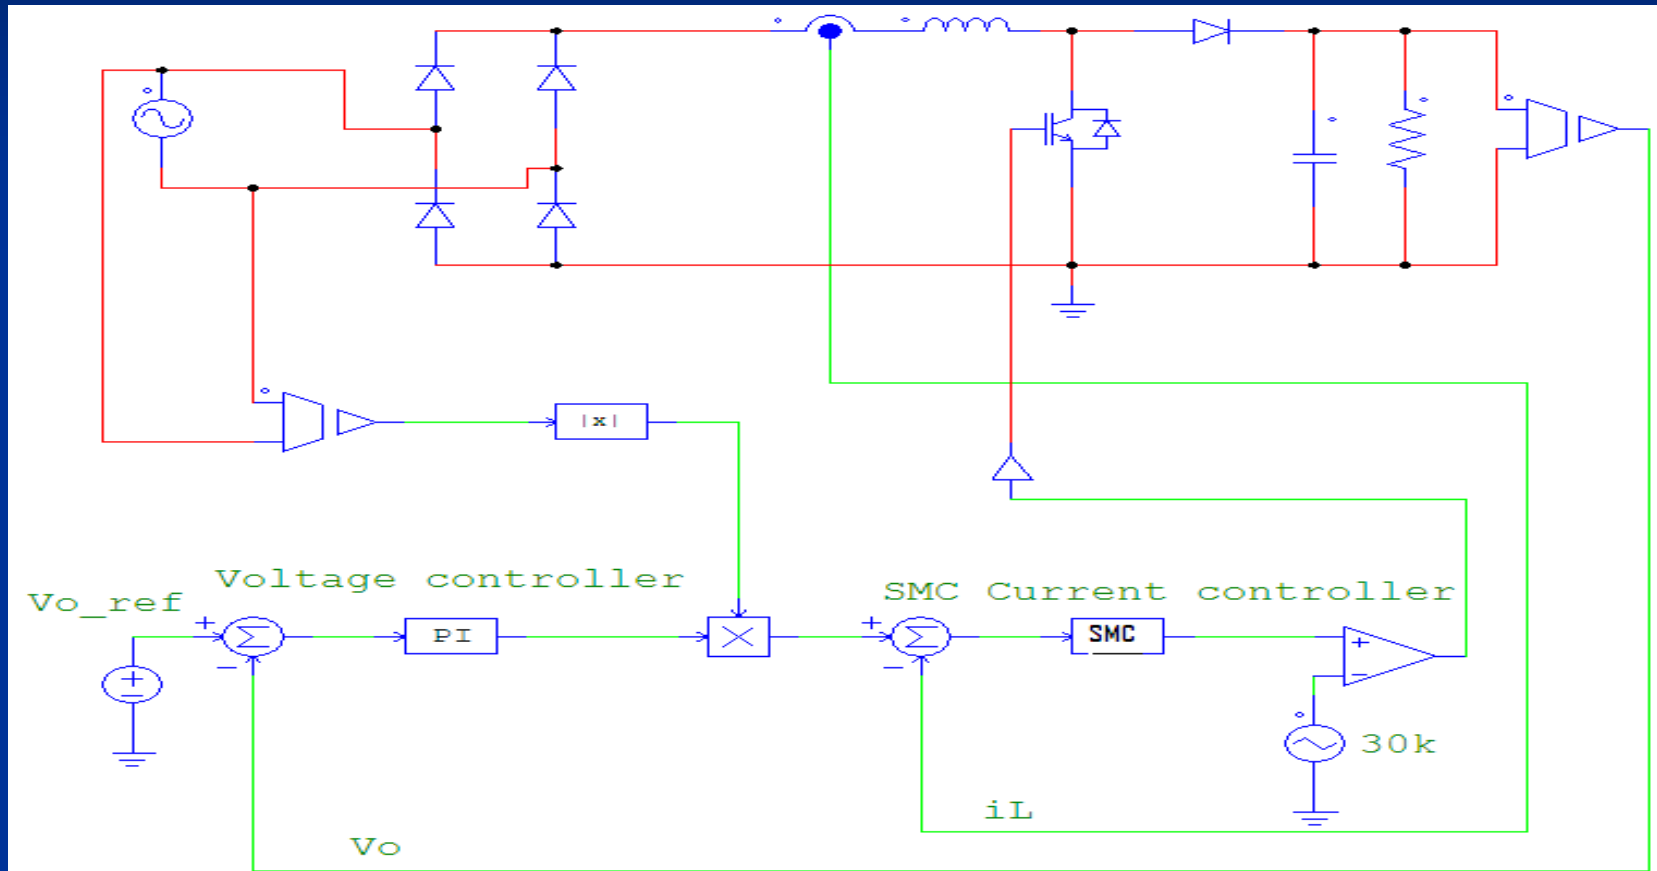 |x|
Voltage controller
SMC Current controller
Vo_ref
+
Σ
−
PI
X
+
Σ
−
SMC
+
−
+
−
30k
iL
Vo